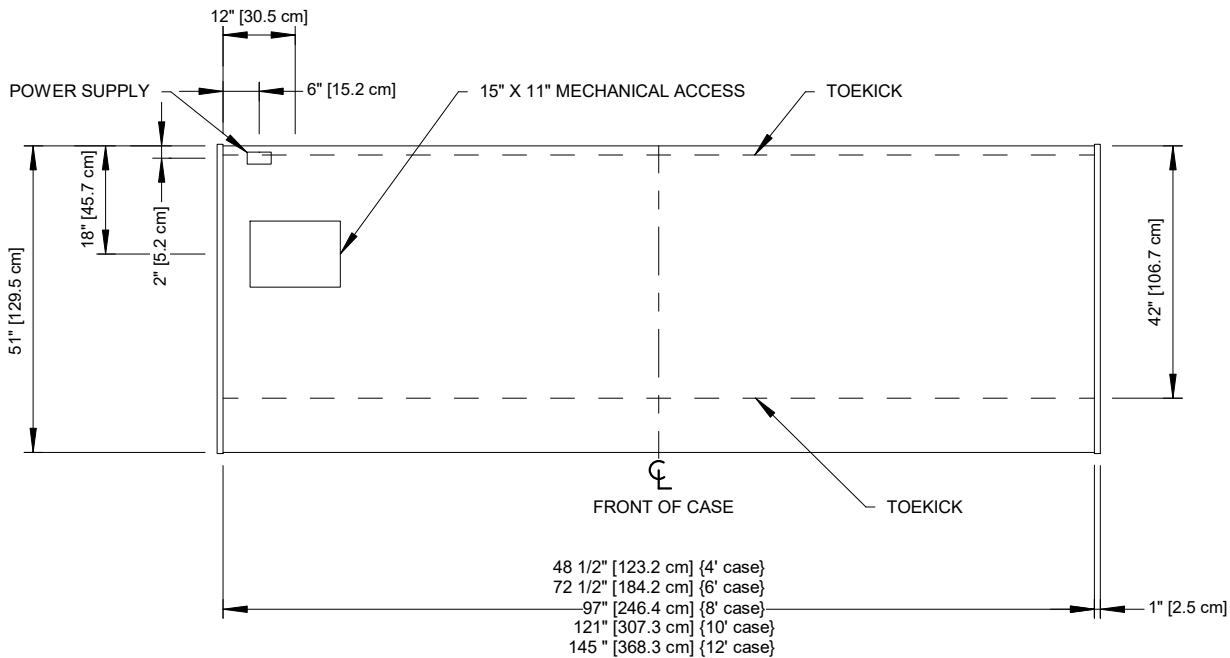 12" [30.5 cm]
POWER SUPPLY
6" [15.2 cm]
15" X 11" MECHANICAL ACCESS
TOEKICK
51" [129.5 cm]
18" [45.7 cm]
2" [5.2 cm]
42" [106.7 cm]
CL
FRONT OF CASE
TOEKICK
48 1/2" [123.2 cm] {4' case}
72 1/2" [184.2 cm] {6' case}
97" [246.4 cm] {8' case}
121" [307.3 cm] {10' case}
145 " [368.3 cm] {12' case}
1" [2.5 cm]